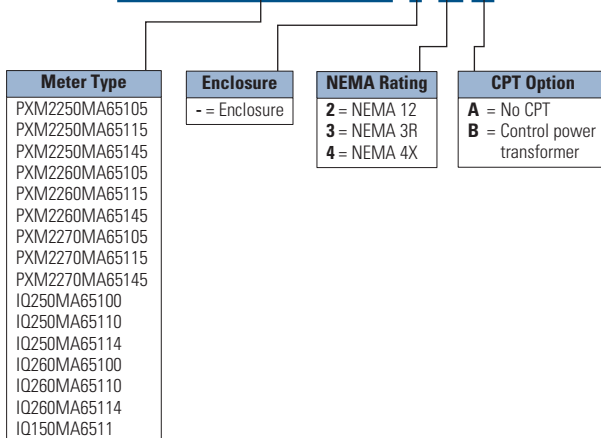 Meter Type
PXM2250MA65105
PXM2250MA65115
PXM2250MA65145
PXM2260MA65105
PXM2260MA65115
PXM2260MA65145
PXM2270MA65105
PXM2270MA65115
PXM2270MA65145
IQ250MA65100
IQ250MA65110
IQ250MA65114
IQ260MA65100
IQ260MA65110
IQ260MA65114
IQ150MA6511
Enclosure
- = Enclosure
NEMA Rating
2 = NEMA 12
3 = NEMA 3R
4 = NEMA 4X
CPT Option
A = No CPT
B = Control power
transformer